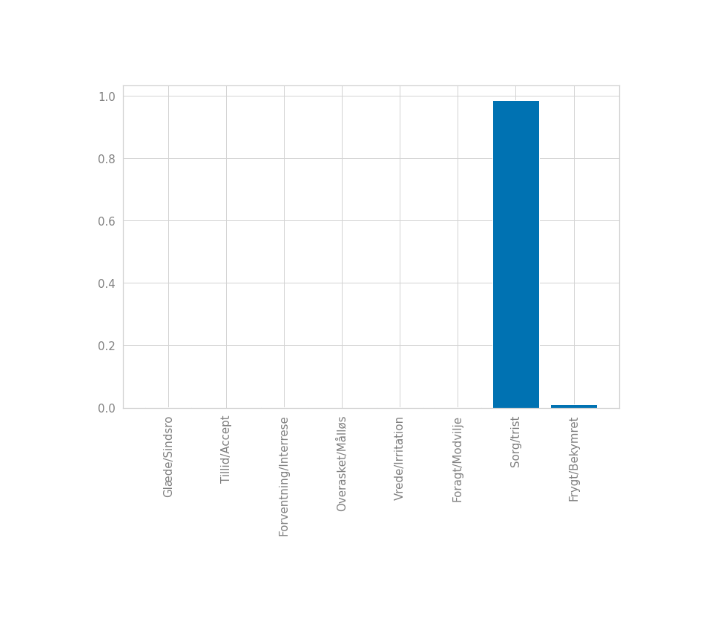 1.0
0.8
0.6
0.4
0.2
0.0
Glæde/Sindsro
Tillid/Accept
Forventning/Interrese
Overasket/Målløs
Vrede/Irritation
Foragt/Modvilje
Sorg/trist
Frygt/Bekymret